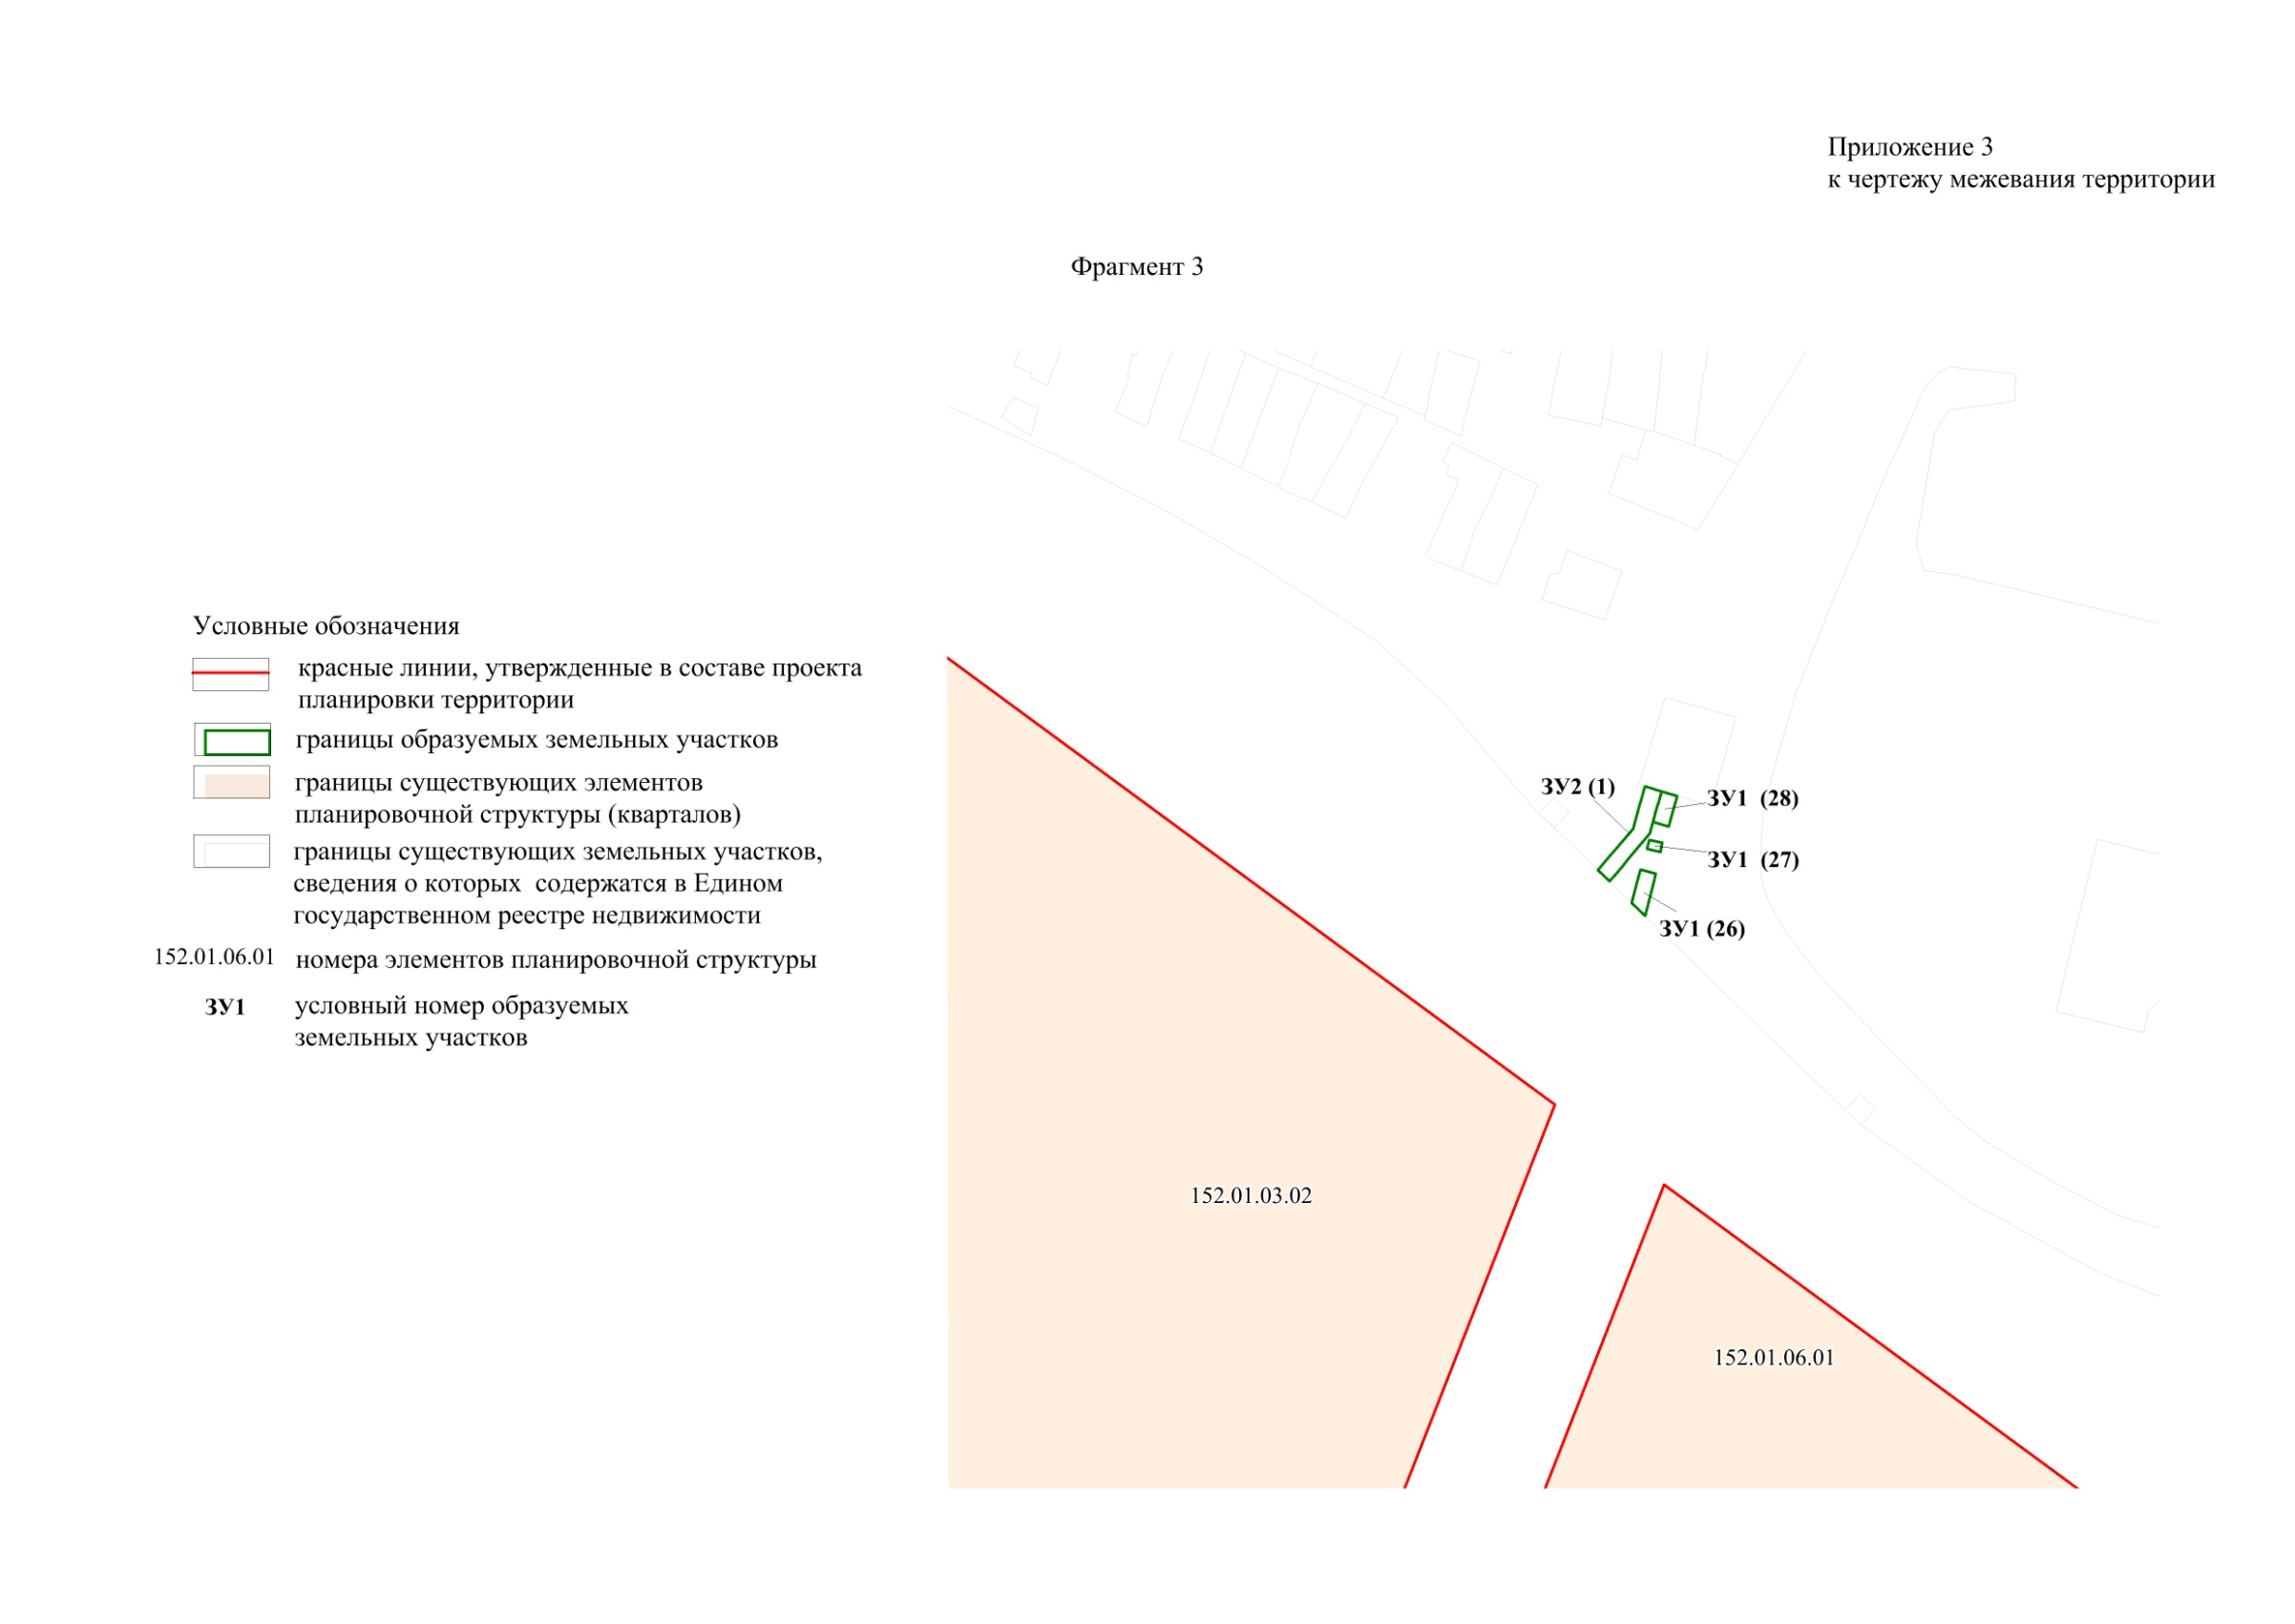 Приложение 3
к чертежу межевания территории
Фрагмент 3
Условные обозначения
красные линии, утвержденные в составе проекта
планировки территории
границы образуемых земельных участков
границы существующих элементов
планировочной структуры (кварталов)
границы существующих земельных участков,
сведения о которых содержатся в Едином
государственном реестре недвижимости
152.01.06.01 номера элементов планировочной структуры
ЗУ1 условный номер образуемых
земельных участков
ЗУ2 (1)
ЗУ1 (28)
ЗУ1 (27)
ЗУ1 (26)
152.01.03.02
152.01.06.01